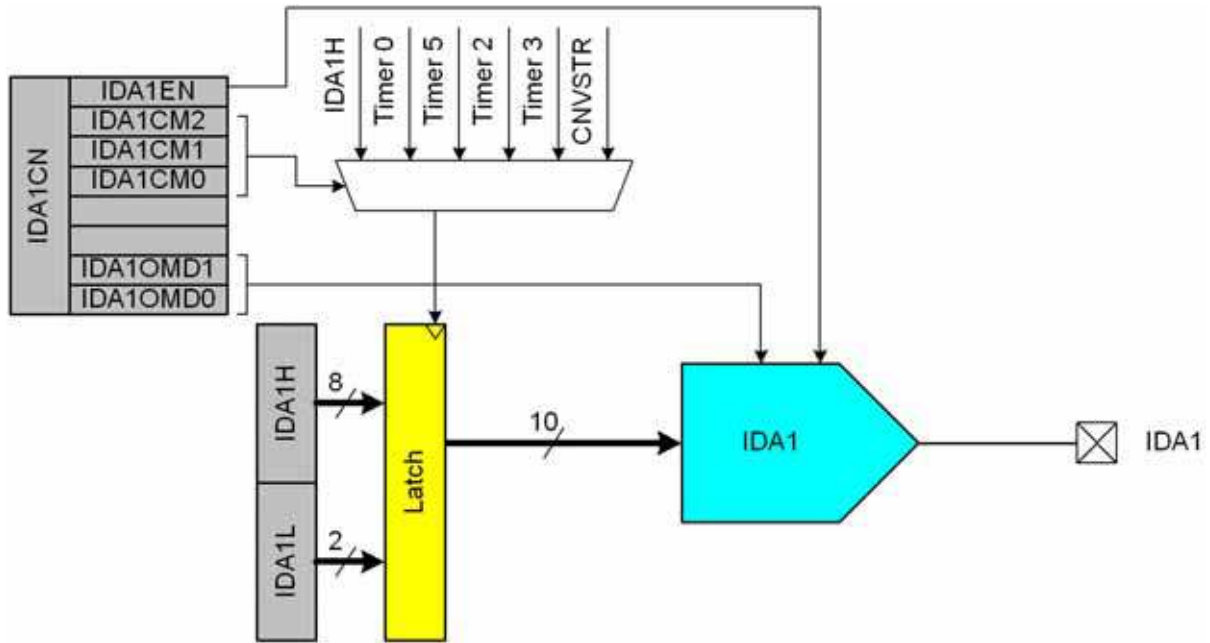 IDA1H
Timer 0
Timer 5
Timer 2
Timer 3
CNVSTR
IDA1CN
IDA1EN
IDA1CM2
IDA1CM1
IDA1CM0
IDA1OMD1
IDA1OMD0
IDA1H
8
IDA1L
2
Latch
10
IDA1
IDA1